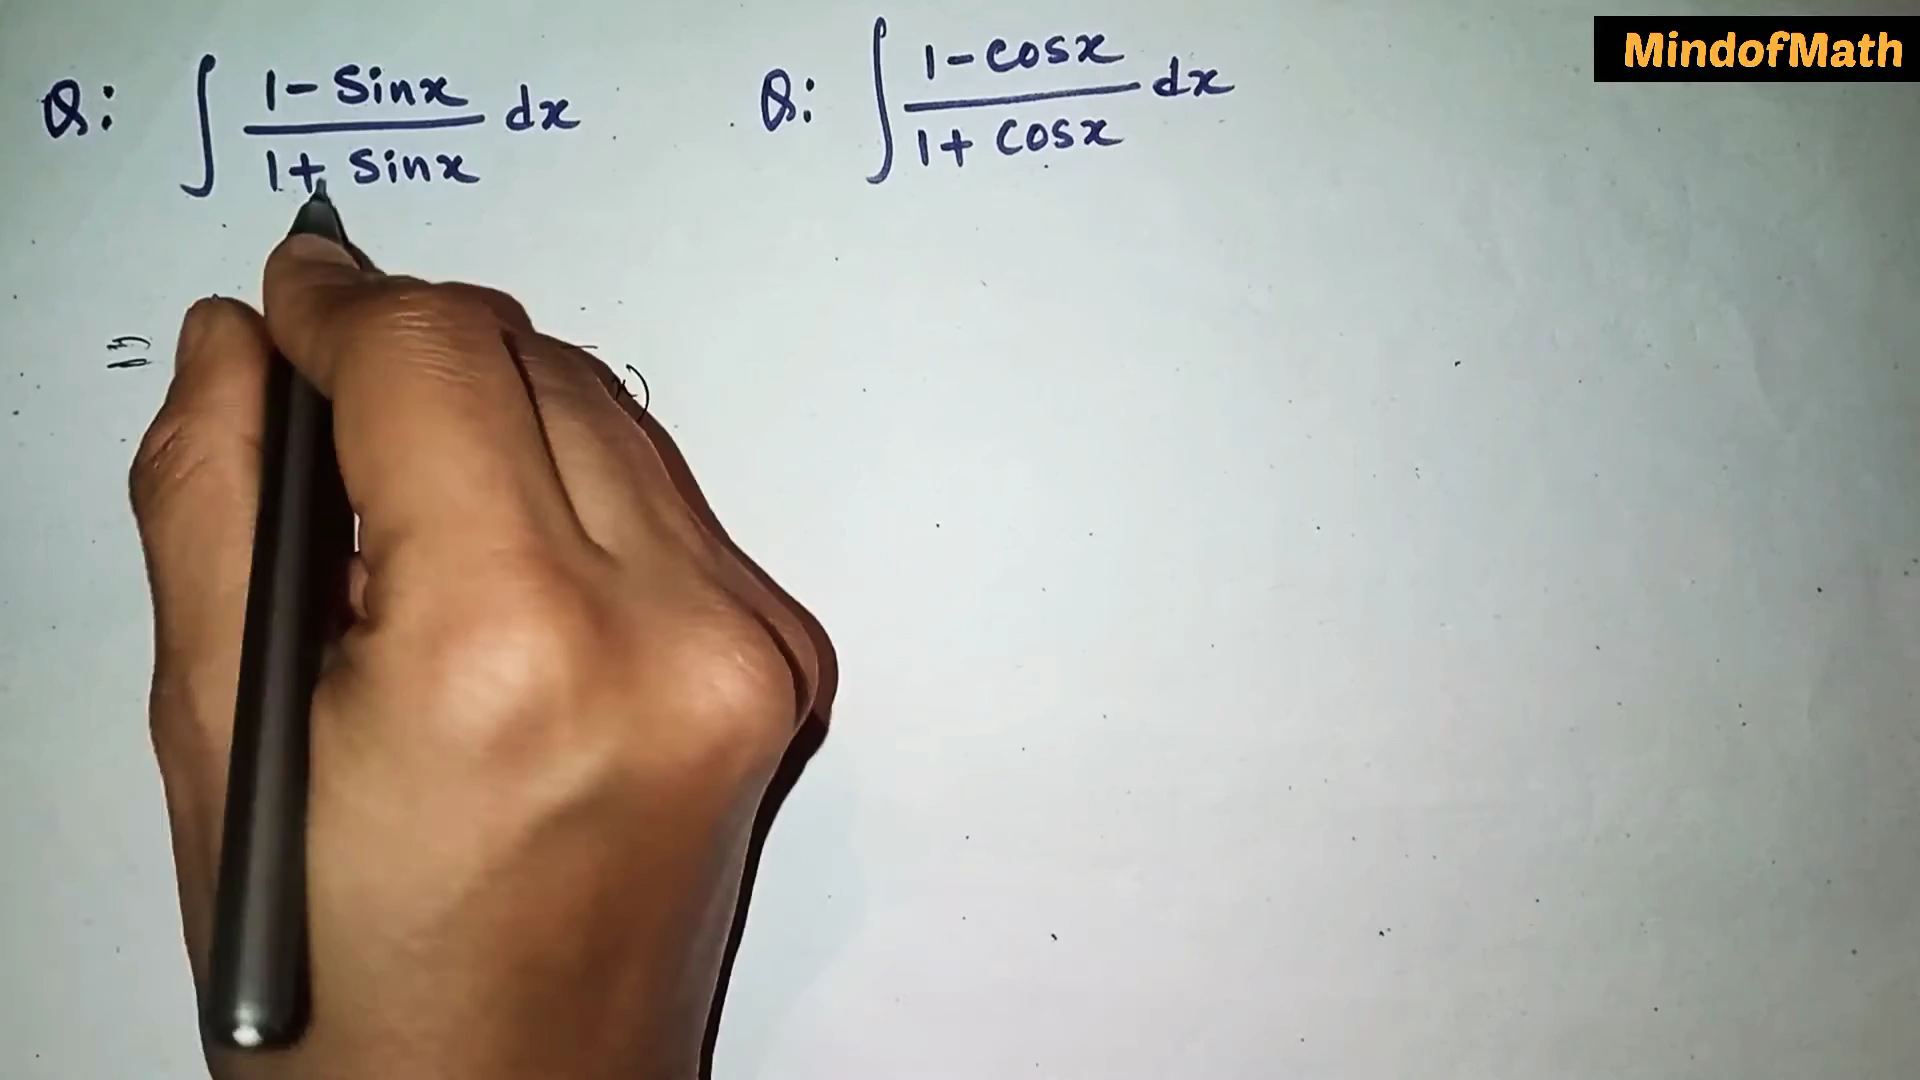 Q: ∫ 1 - Sinx / 1 + Sinx dx
Q: ∫ 1 - cosx / 1 + cosx dx
MindofMath
=
x)